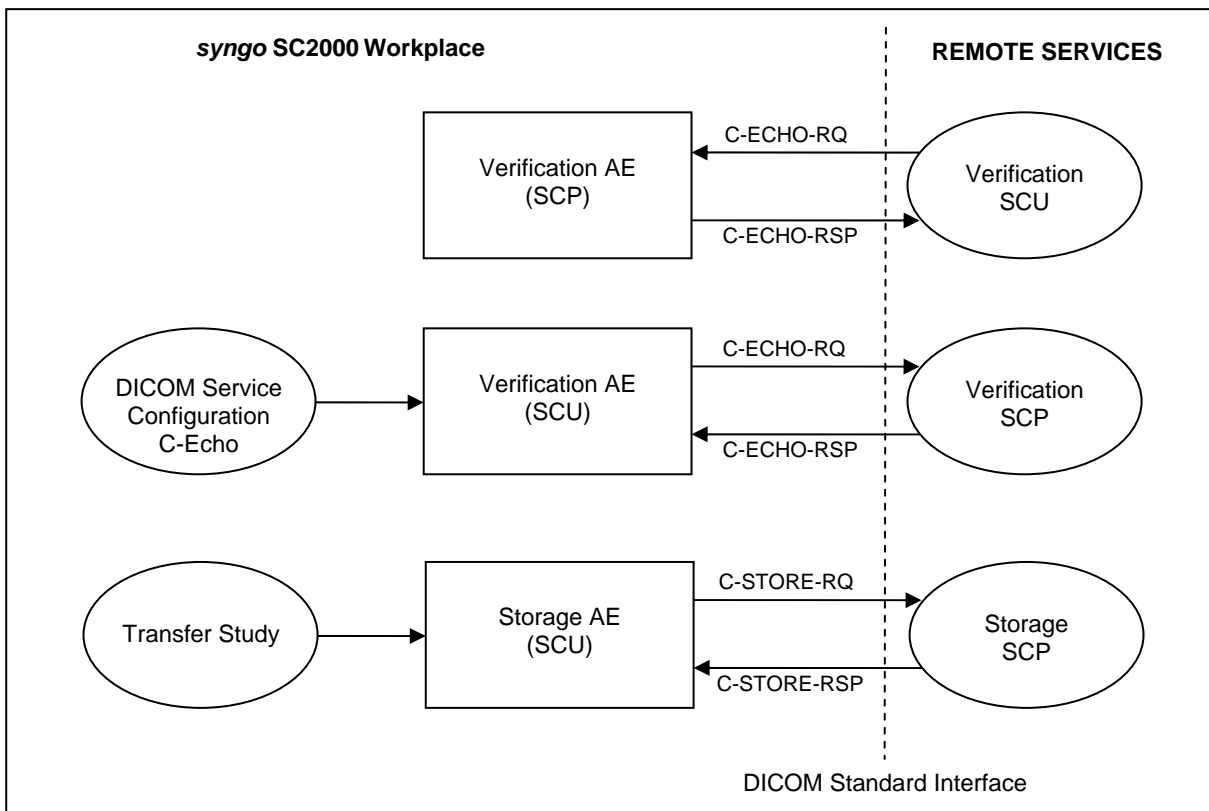 syngo SC2000 Workplace
REMOTE SERVICES
Verification AE
(SCP)
C-ECHO-RQ
C-ECHO-RSP
Verification
SCU
DICOM Service
Configuration
C-Echo
Verification AE
(SCU)
C-ECHO-RQ
C-ECHO-RSP
Verification
SCP
Transfer Study
Storage AE
(SCU)
C-STORE-RQ
C-STORE-RSP
Storage
SCP
DICOM Standard Interface